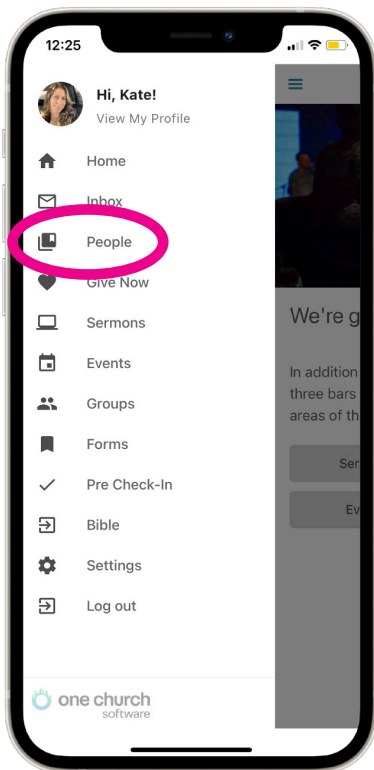 12:25
Hi, Kate!
View My Profile
Home
Inbox
People
Give Now
Sermons
Events
Groups
Forms
Pre Check-In
Bible
Settings
Log out
one church
software
We're g
In addition
three bars
areas of th
Ser
Ev